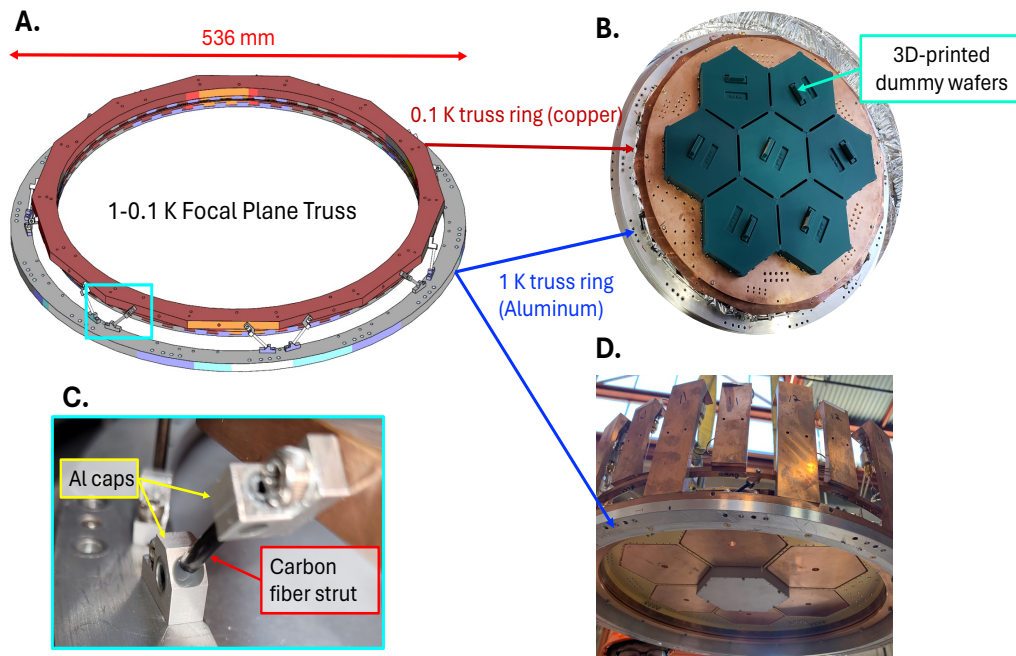 A.
536 mm
B.
3D-printed
dummy wafers
0.1 K truss ring (copper)
1-0.1 K Focal Plane Truss
1 K truss ring
(Aluminum)
C.
D.
Al caps
Carbon
fiber strut